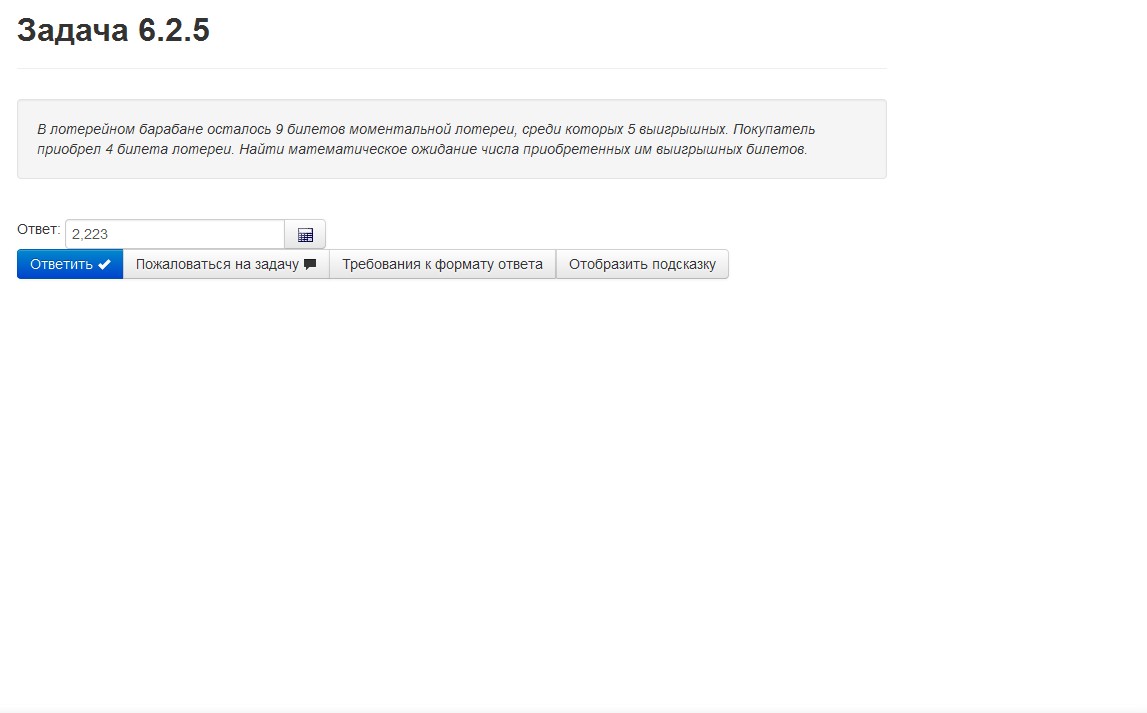 Задача 6.2.5
В лотерейном барабане осталось 9 билетов моментальной лотереи, среди которых 5 выигрышных. Покупатель
приобрел 4 билета лотереи. Найти математическое ожидание числа приобретенных им выигрышных билетов.
Ответ: 2,223
Ответить Пожаловаться на задачу Требования к формату ответа Отобразить подсказку